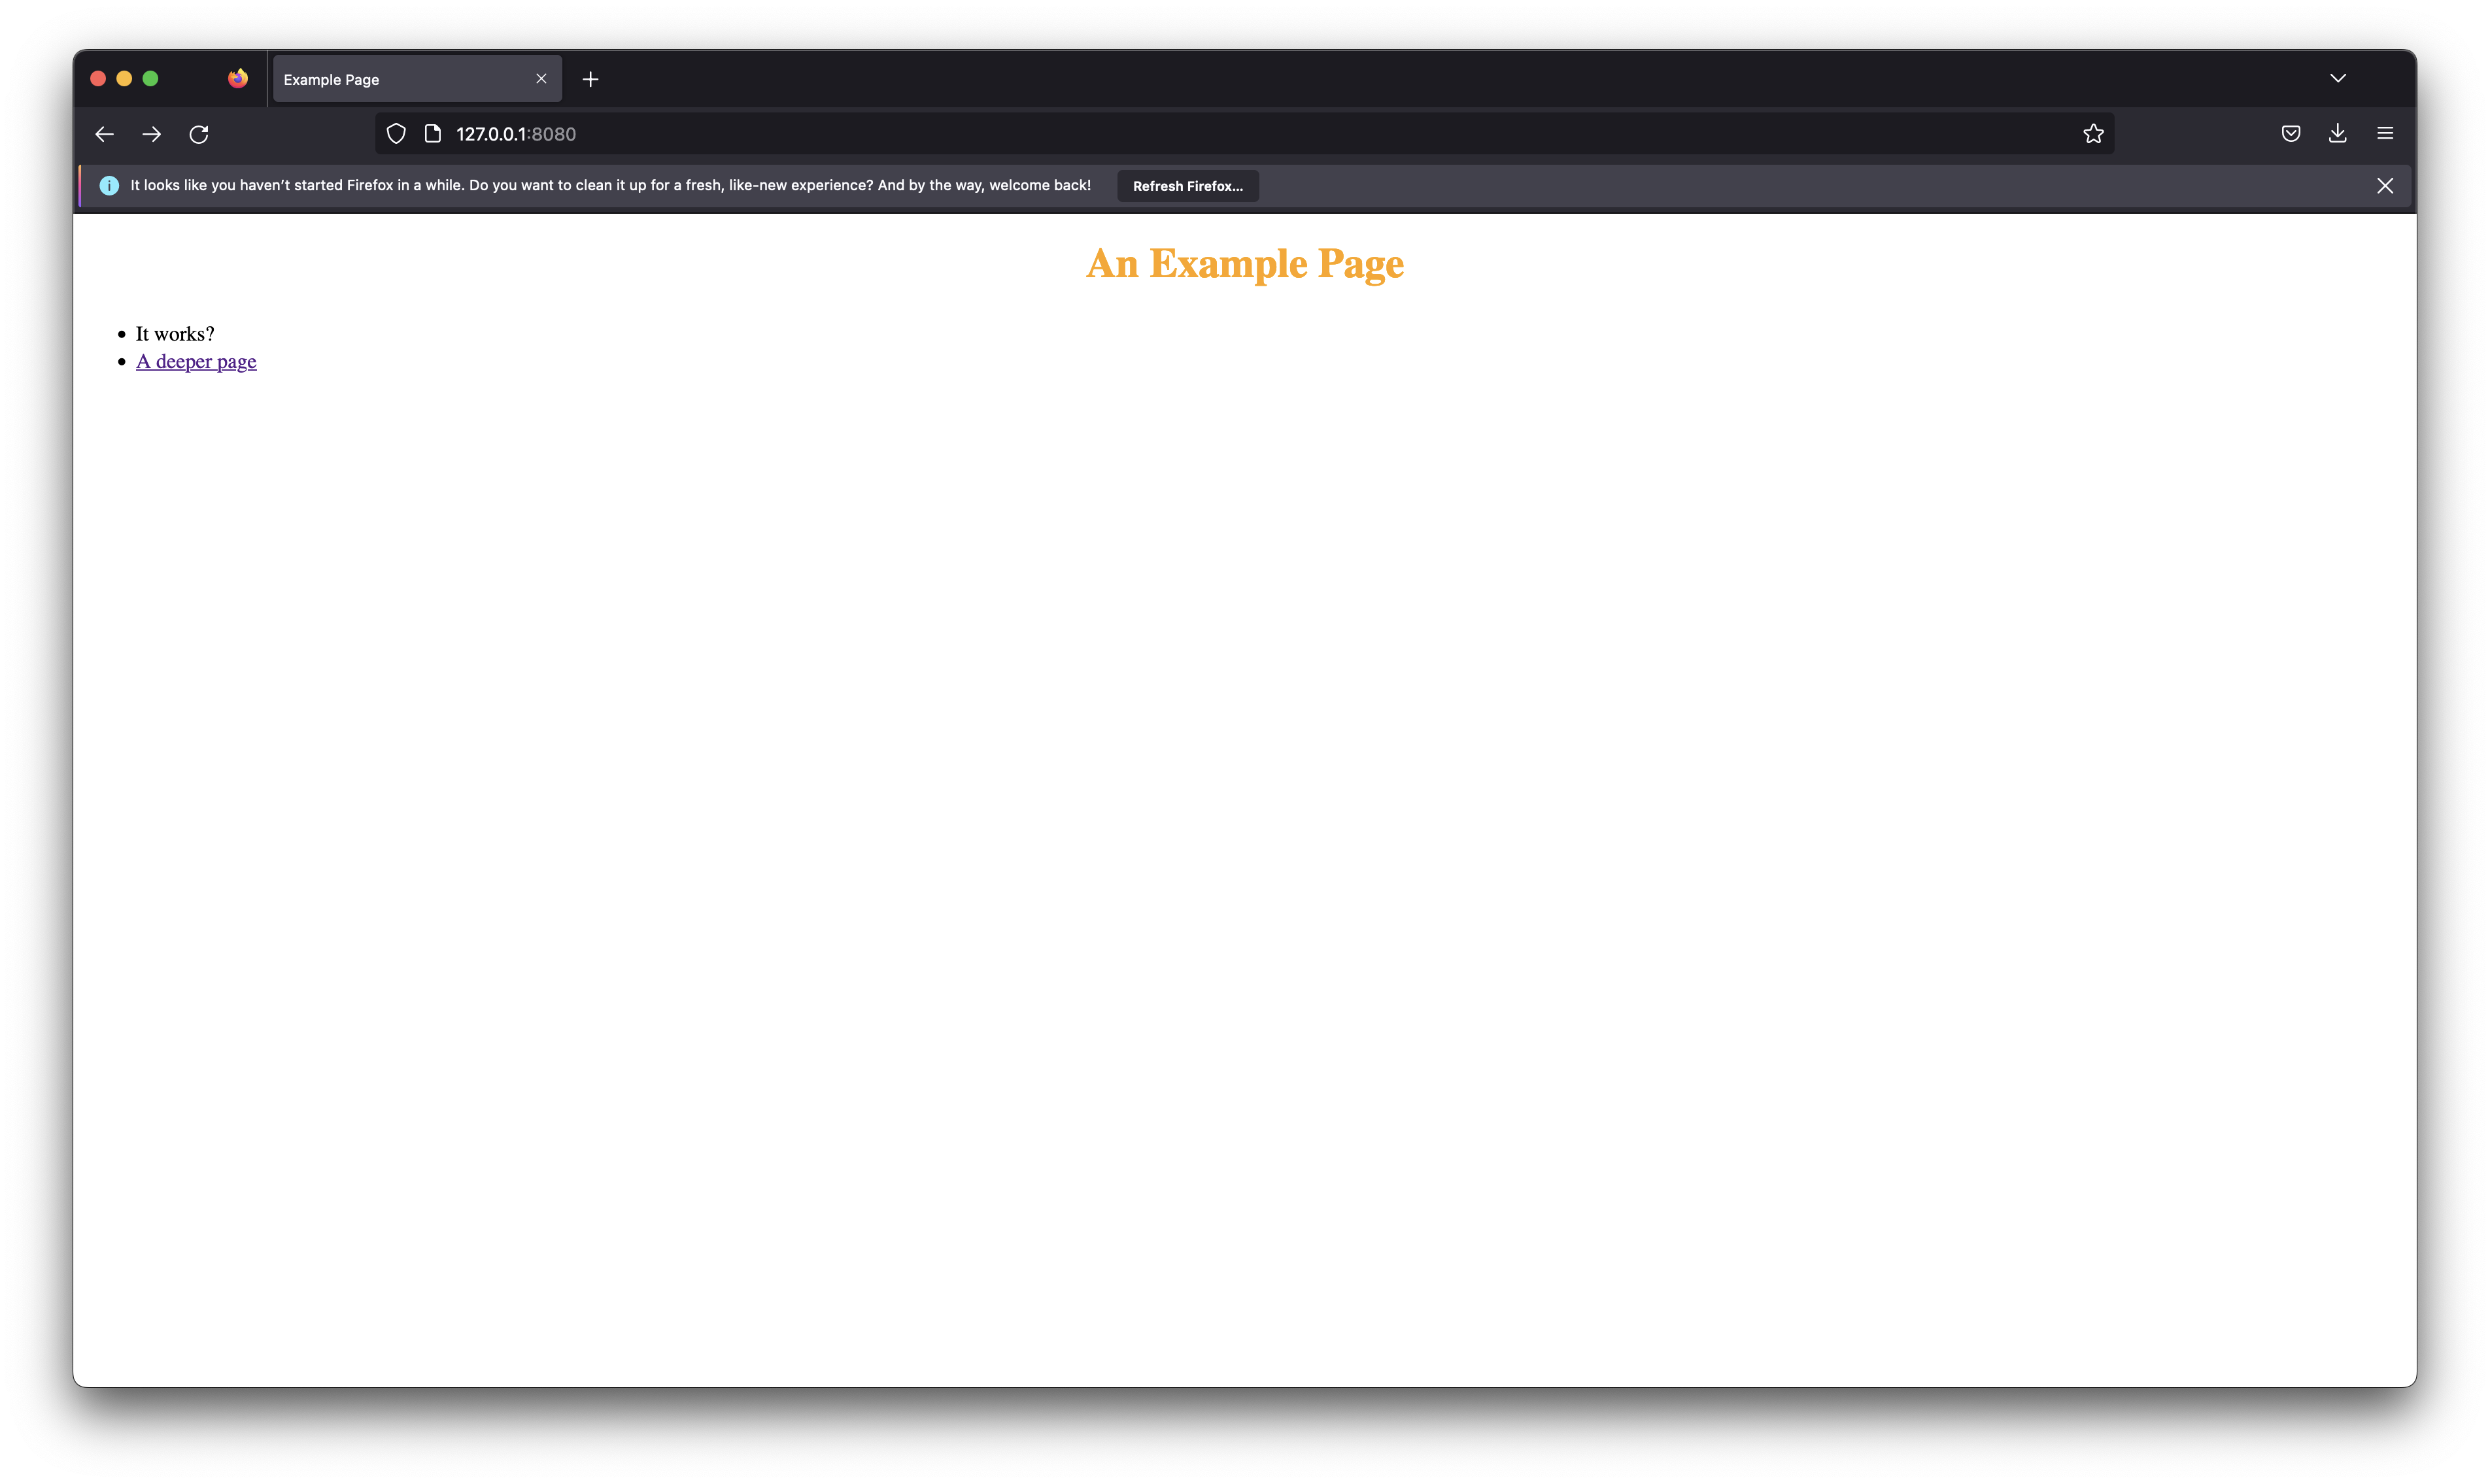 Example Page
127.0.0.1:8080
It looks like you haven’t started Firefox in a while. Do you want to clean it up for a fresh, like-new experience? And by the way, welcome back! Refresh Firefox...
An Example Page
It works?
A deeper page